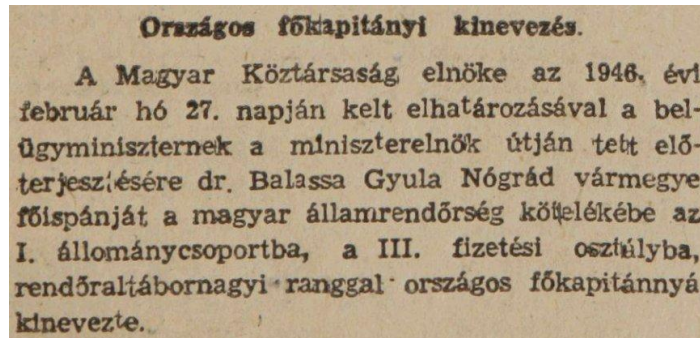 Országos főkapitányi kinevezés.
A Magyar Köztársaság elnöke az 1946. évi
február hó 27. napján kelt elhatározásával a bel-
ügyminiszternek a miniszterelnök útján tett elő-
terjesztésére dr. Balassa Gyula Nógrád vármegye
főispánját a magyar államrendőrség kötelékébe az
I. állománycsoportba, a III. fizetési osztályba,
rendőraltábornagyi ranggal országos főkapitánnyá
kinevezte.